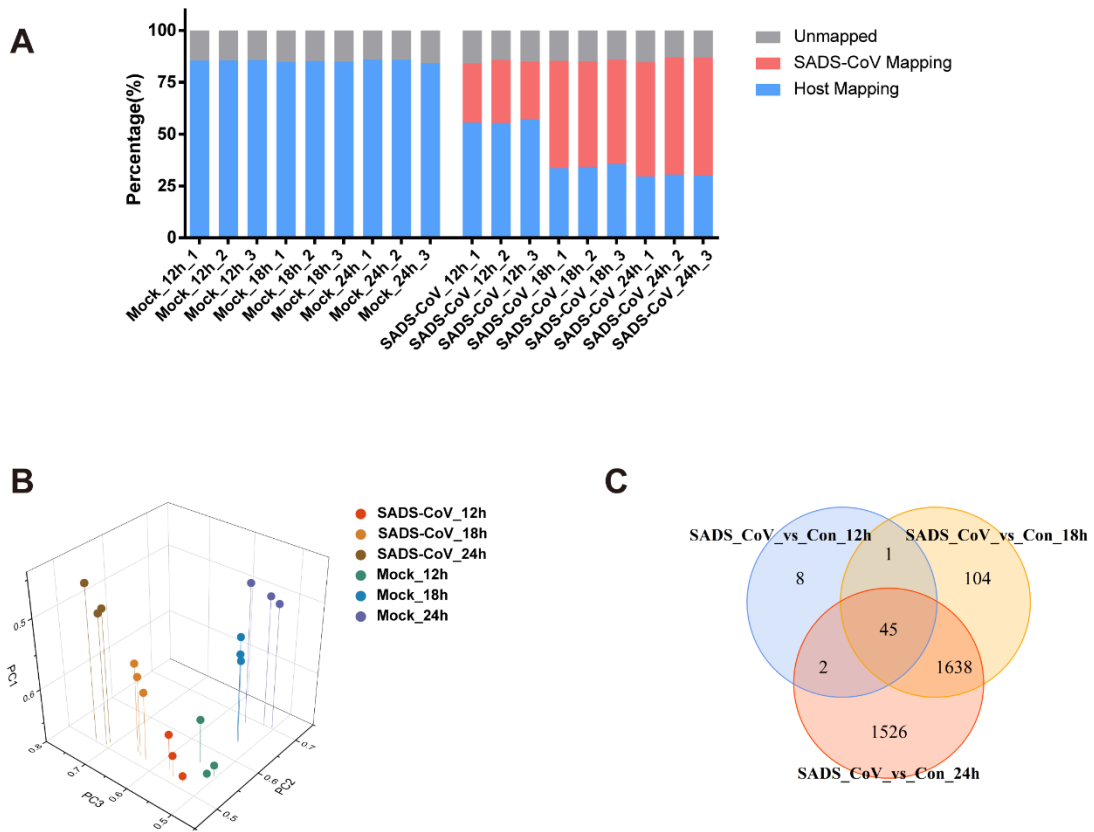 A
Percentage(%)
100
75
50
25
0
Mock_12h_1
Mock_12h_2
Mock_12h_3
Mock_18h_1
Mock_18h_2
Mock_18h_3
Mock_24h_1
Mock_24h_2
Mock_24h_3
SADS-CoV_12h_1
SADS-CoV_12h_2
SADS-CoV_12h_3
SADS-CoV_18h_1
SADS-CoV_18h_2
SADS-CoV_18h_3
SADS-CoV_24h_1
SADS-CoV_24h_2
SADS-CoV_24h_3
Unmapped
SADS-CoV Mapping
Host Mapping
B
PC1
0.5
0.6
0.8
0.7
0.6
0.5
PC3
0.5
0.6
0.7
PC2
SADS-CoV_12h
SADS-CoV_18h
SADS-CoV_24h
Mock_12h
Mock_18h
Mock_24h
C
SADS_CoV_vs_Con_12h
SADS_CoV_vs_Con_18h
8
1
104
45
2
1638
1526
SADS_CoV_vs_Con_24h